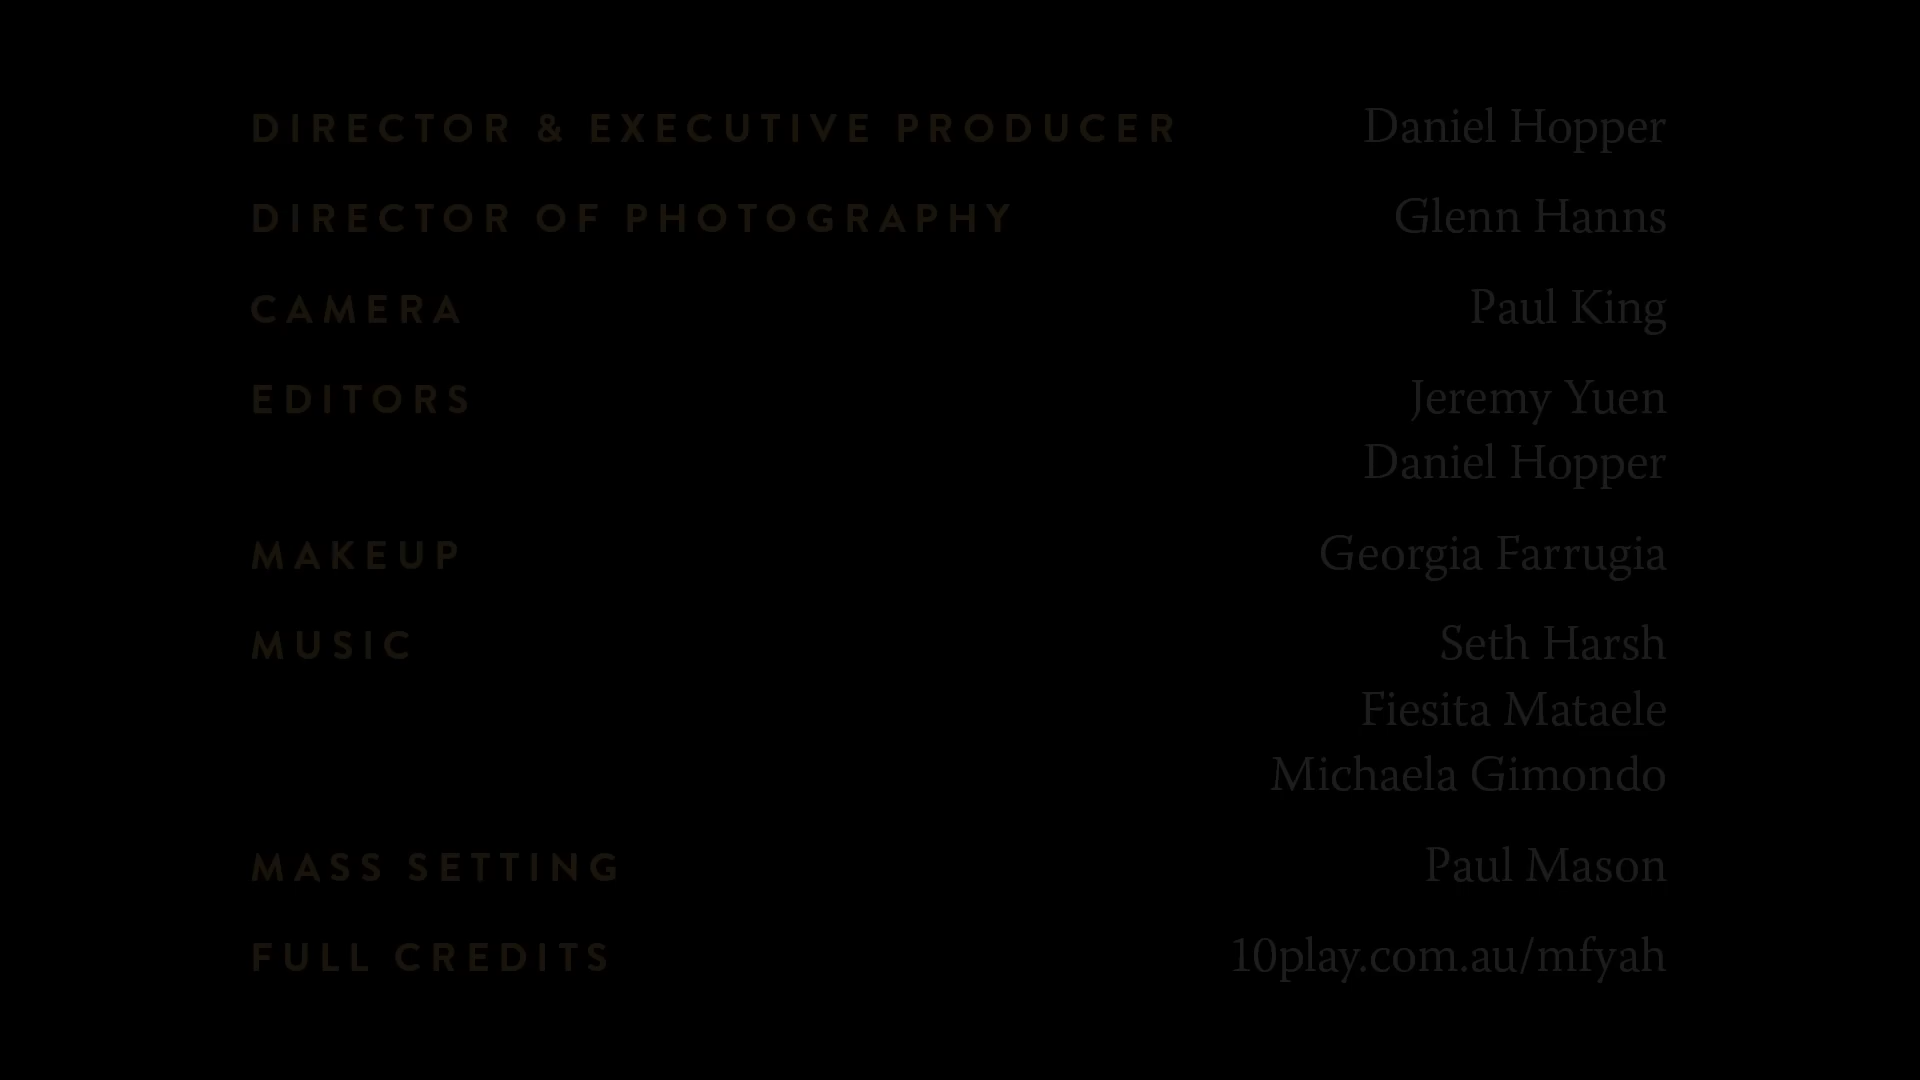 DIRECTOR & EXECUTIVE PRODUCER Daniel Hopper
DIRECTOR OF PHOTOGRAPHY Glenn Hanns
CAMERA Paul King
EDITORS Jeremy Yuen
Daniel Hopper
MAKEUP Georgia Farrugia
MUSIC Seth Harsh
Fiesita Mataele
Michaela Gimondo
MASS SETTING Paul Mason
FULL CREDITS 10play.com.au/mfyah